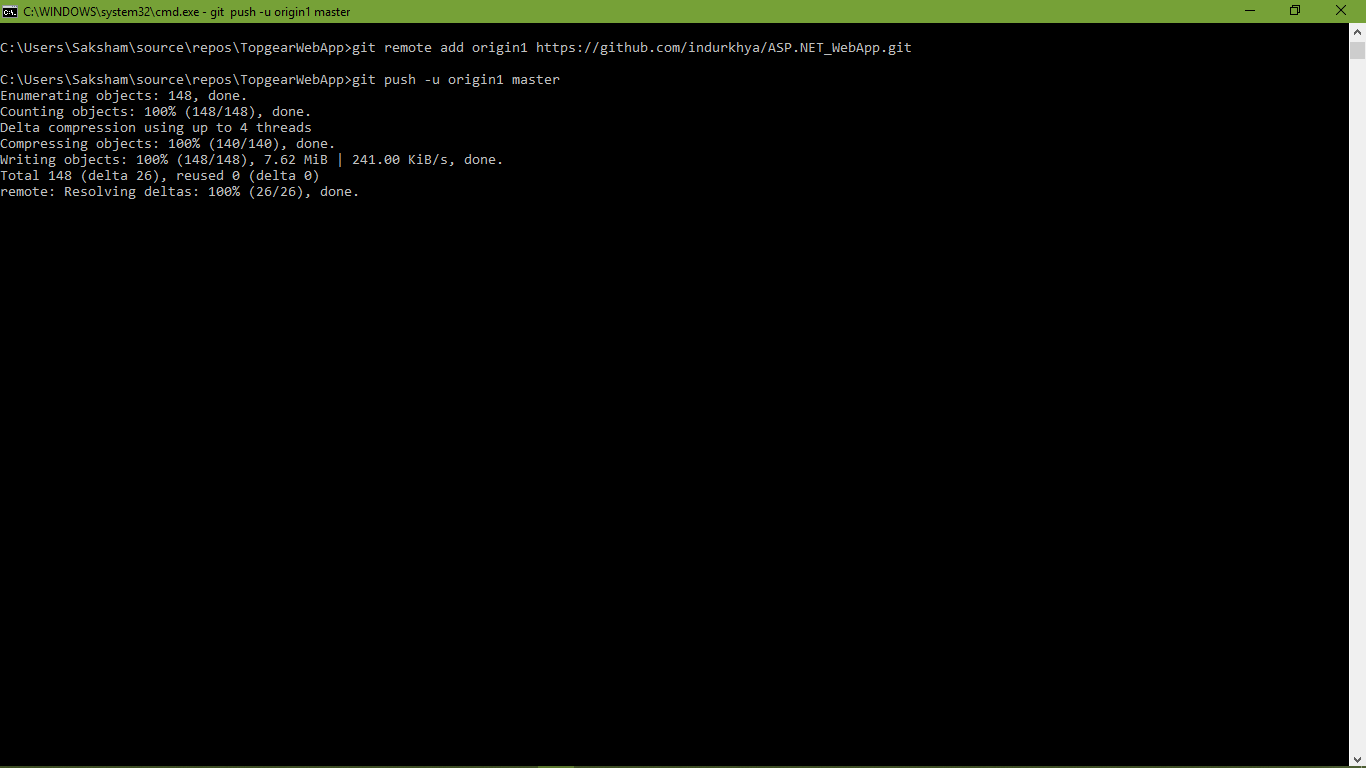 C:\WINDOWS\system32\cmd.exe - git  push -u origin1 master
C:\Users\Saksham\source\repos\TopgearWebApp>git remote add origin1 https://github.com/indurkhya/ASP.NET_WebApp.git
C:\Users\Saksham\source\repos\TopgearWebApp>git push -u origin1 master
Enumerating objects: 148, done.
Counting objects: 100% (148/148), done.
Delta compression using up to 4 threads
Compressing objects: 100% (140/140), done.
Writing objects: 100% (148/148), 7.62 MiB | 241.00 KiB/s, done.
Total 148 (delta 26), reused 0 (delta 0)
remote: Resolving deltas: 100% (26/26), done.